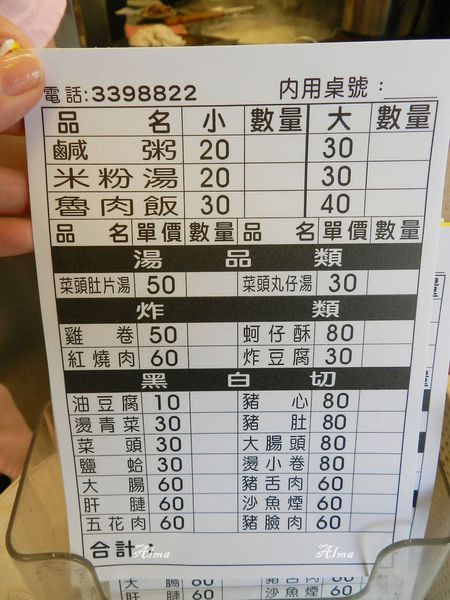 電話:3398822 内用桌號:
品名 小 數量 大 數量
鹹粥 20 30
米粉湯 20 30
魯肉飯 30 40
品名 單價 數量 品名 單價 數量
湯品類
菜頭肚片湯 50 菜頭丸仔湯 30
炸類
雞卷 50 蚵仔酥 80
紅燒肉 60 炸豆腐 30
黑白切
油豆腐 10 豬心 80
燙青菜 30 豬肚 80
菜頭 30 大腸頭 80
鹽蛤 30 燙小卷 80
大腸 60 豬舌肉 60
肝腱 60 沙魚煙 60
五花肉 60 豬臉肉 60
合計:
Alma Alma
大腸 60 豬舌肉 60
肝腱 60 沙魚煙 60